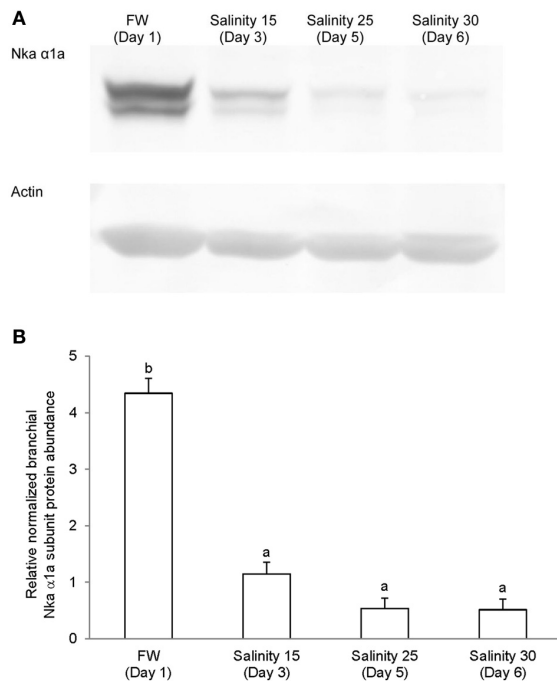 A
FW Salinity 15 Salinity 25 Salinity 30
(Day 1) (Day 3) (Day 5) (Day 6)
Nka α1a
Actin
B
Relative normalized branchial
Nka α1a subunit protein abundance
5
4
3
2
1
0
b
a
a
a
FW Salinity 15 Salinity 25 Salinity 30
(Day 1) (Day 3) (Day 5) (Day 6)